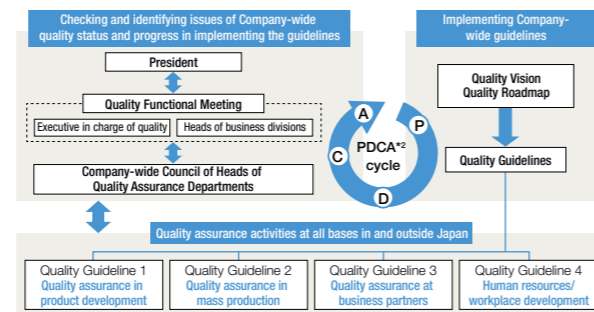 Checking and identifying issues of Company-wide
quality status and progress in implementing the guidelines
Implementing Company-
wide guidelines
President
Quality Functional Meeting
Executive in charge of quality
Heads of business divisions
Company-wide Council of Heads of
Quality Assurance Departments
A
P
C
D
PDCA*2
cycle
Quality Vision
Quality Roadmap
Quality Guidelines
Quality assurance activities at all bases in and outside Japan
Quality Guideline 1
Quality assurance in
product development
Quality Guideline 2
Quality assurance in
mass production
Quality Guideline 3
Quality assurance at
business partners
Quality Guideline 4
Human resources/
workplace development